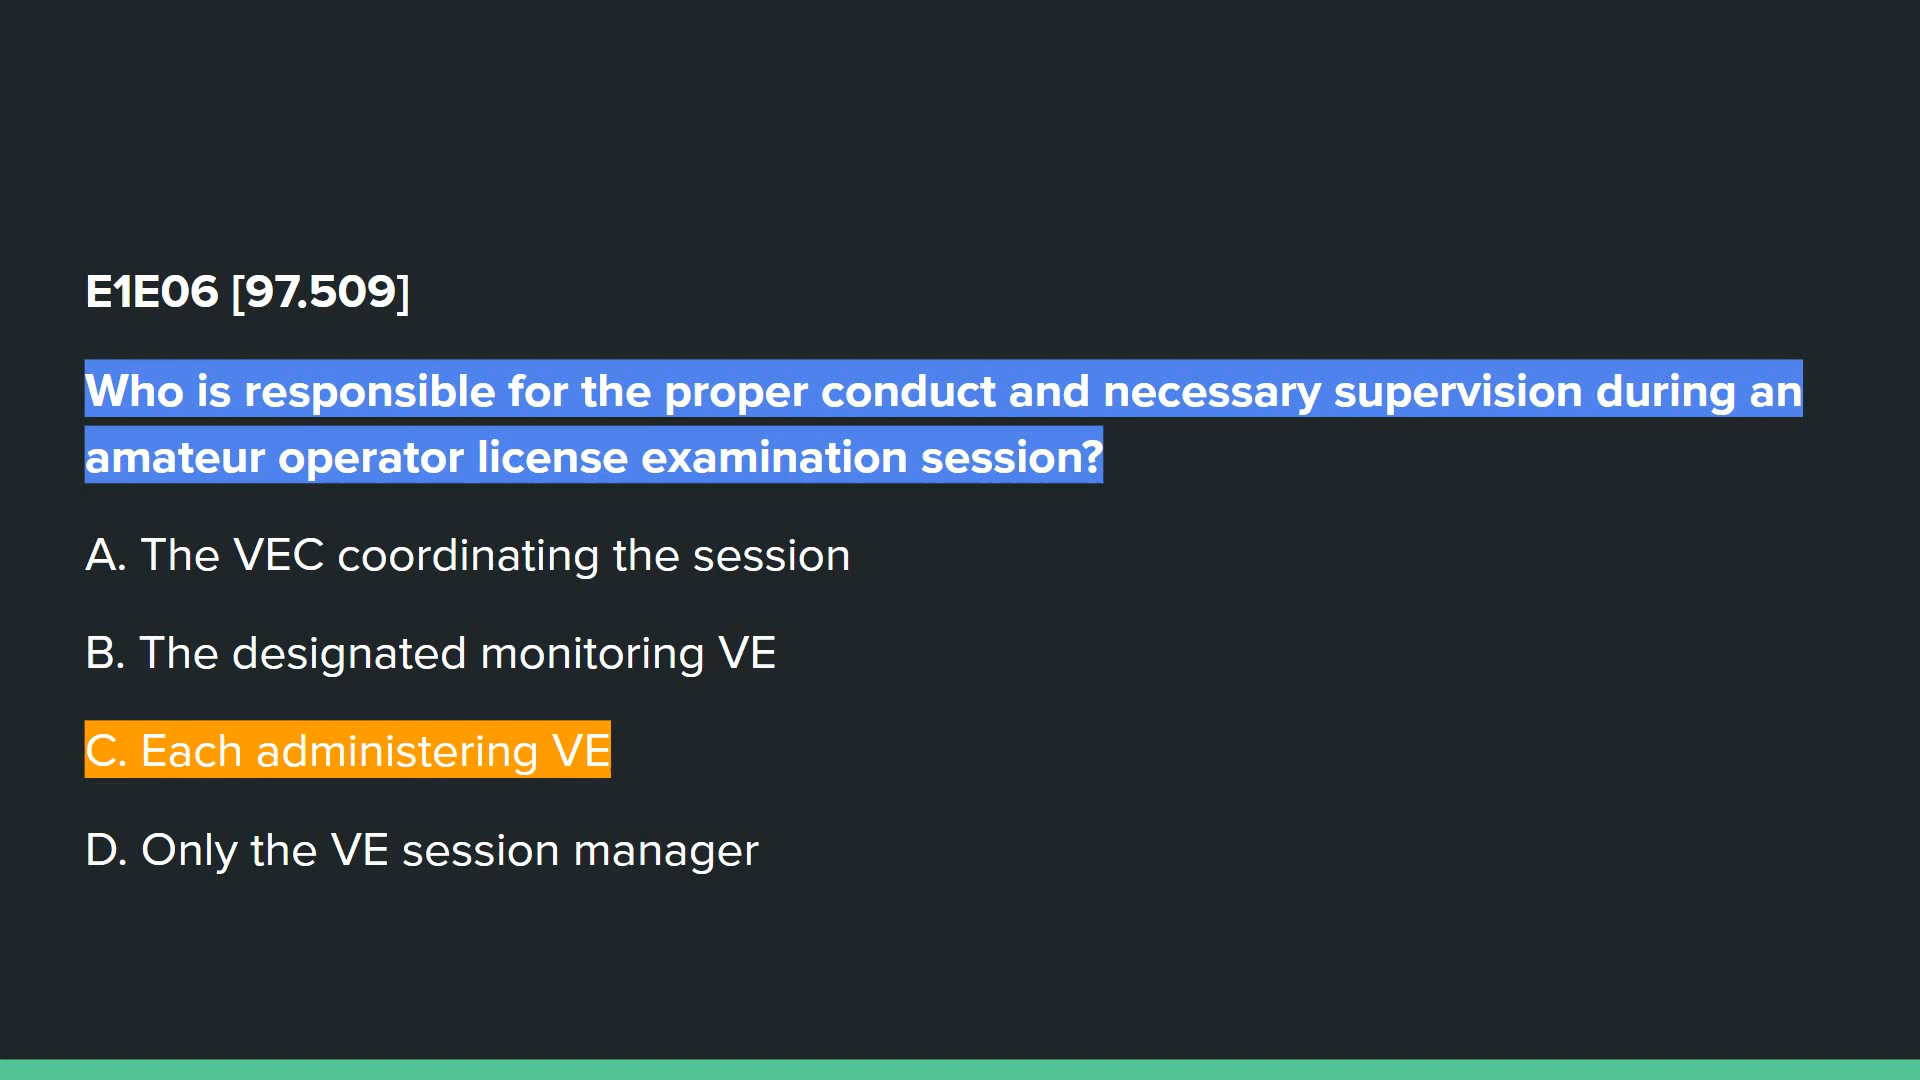 E1E06 [97.509]
Who is responsible for the proper conduct and necessary supervision during an
amateur operator license examination session?
A. The VEC coordinating the session
B. The designated monitoring VE
C. Each administering VE
D. Only the VE session manager